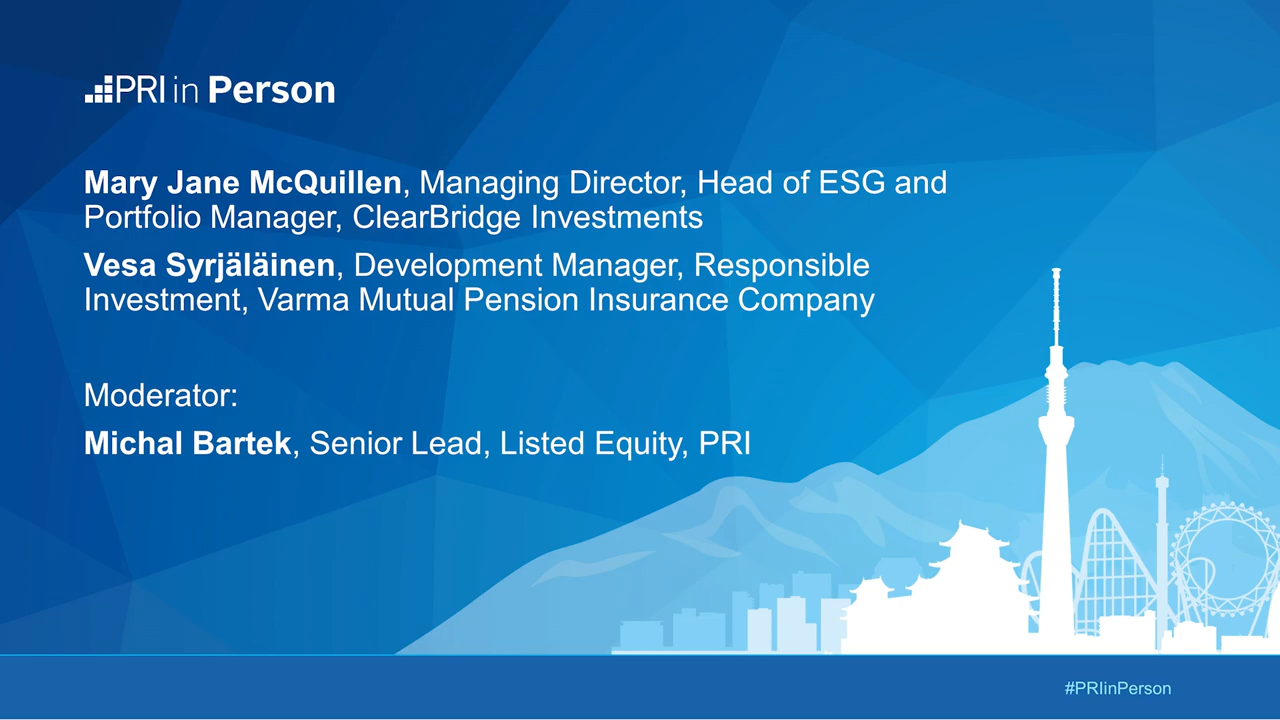 PRI in Person
Mary Jane McQuillen, Managing Director, Head of ESG and
Portfolio Manager, ClearBridge Investments
Vesa Syrjäläinen, Development Manager, Responsible
Investment, Varma Mutual Pension Insurance Company
Moderator:
Michal Bartek, Senior Lead, Listed Equity, PRI
#PRIinPerson